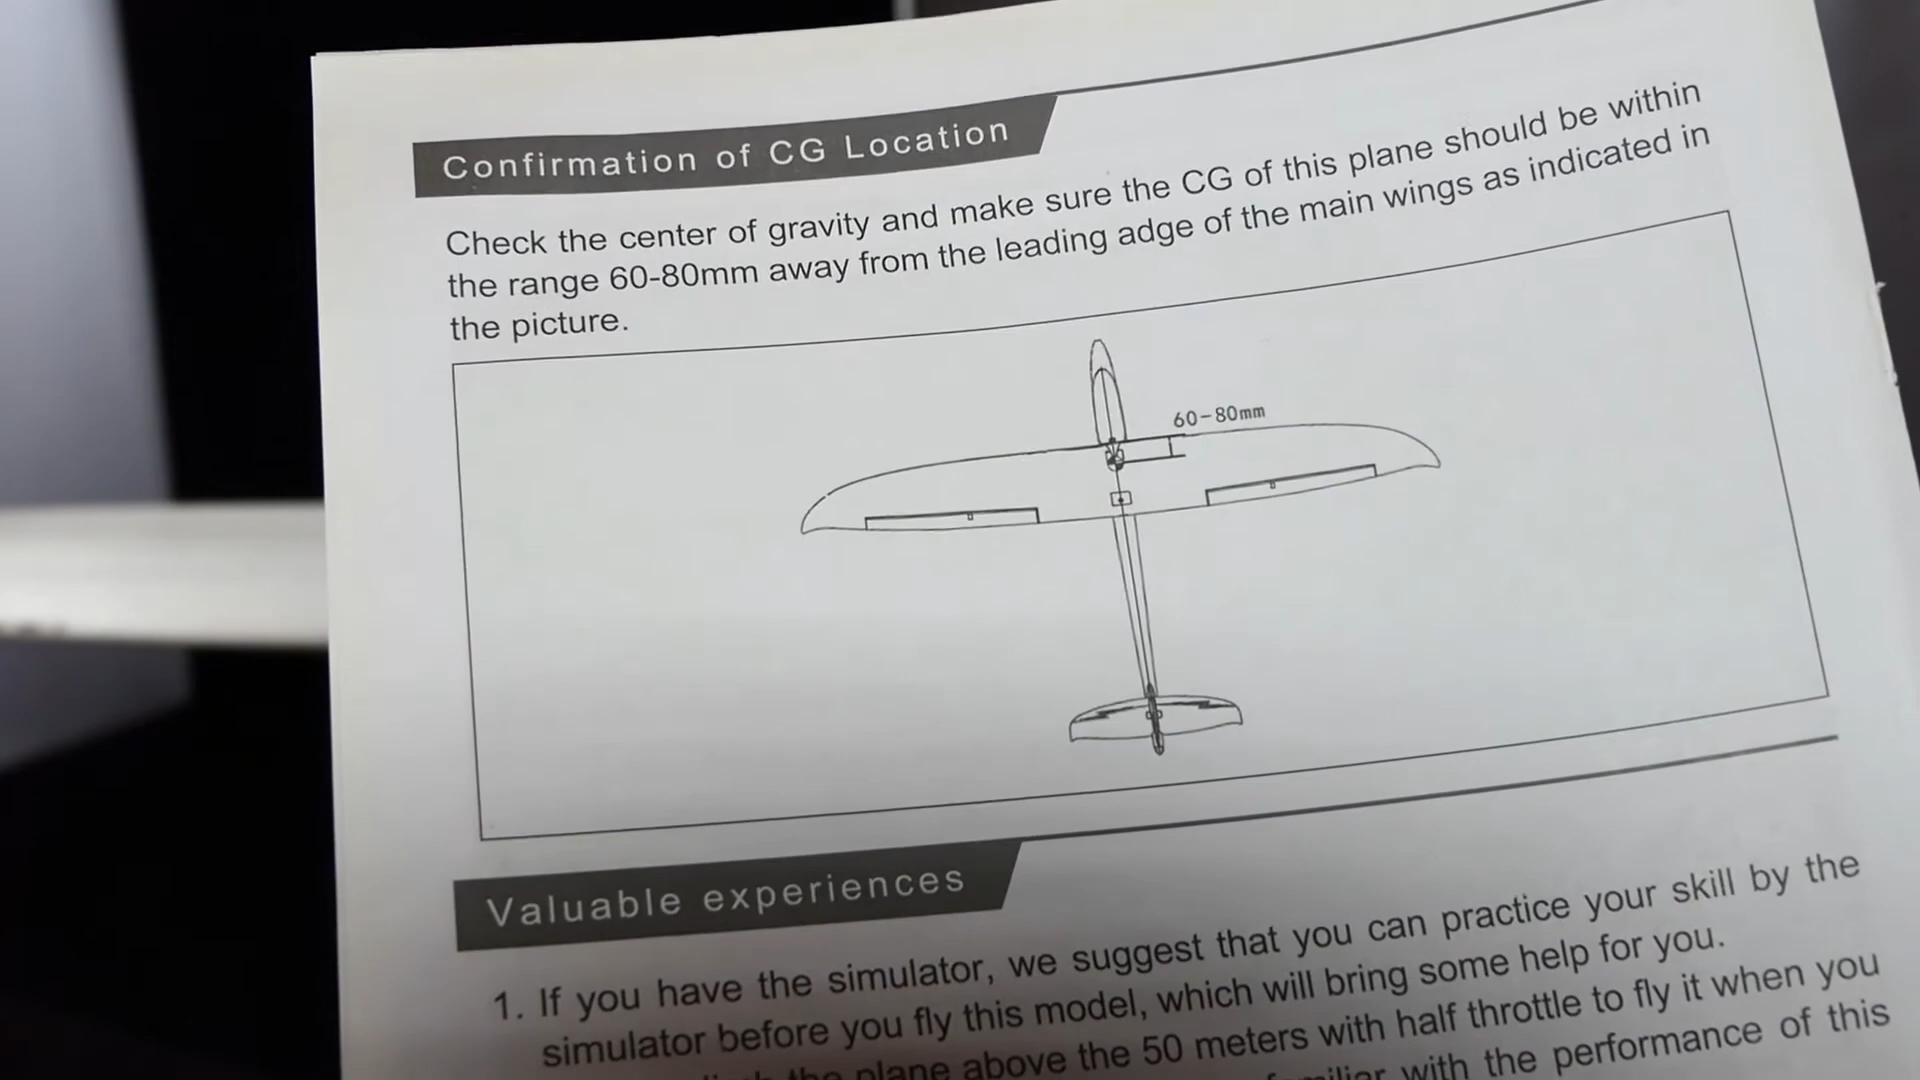 Confirmation of CG Location
Check the center of gravity and make sure the CG of this plane should be within
the range 60-80mm away from the leading edge of the main wings as indicated in
the picture.
60-80mm
Valuable experiences
1. If you have the simulator, we suggest that you can practice your skill by the
simulator before you fly this model, which will bring some help for you.
the plane above the 50 meters with half throttle to fly it when you
with the performance of this